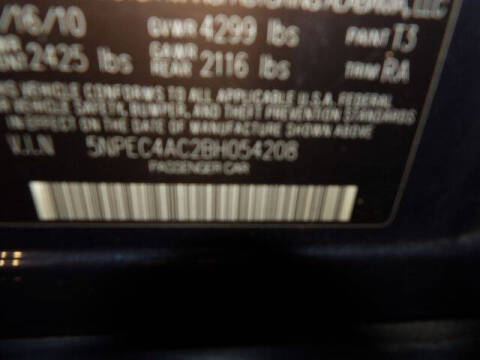 /16/10 GVWR 4299 lbs PAINT T3
2425 lbs GAWR REAR 2116 lbs TRIM RA
THIS VEHICLE CONFORMS TO ALL APPLICABLE U.S.A. FEDERAL
MOTOR VEHICLE SAFETY, BUMPER, AND THEFT PREVENTION STANDARDS
IN EFFECT ON THE DATE OF MANUFACTURE SHOWN ABOVE.
V.I.N 5NPEC4AC2BH054208
PASSENGER CAR